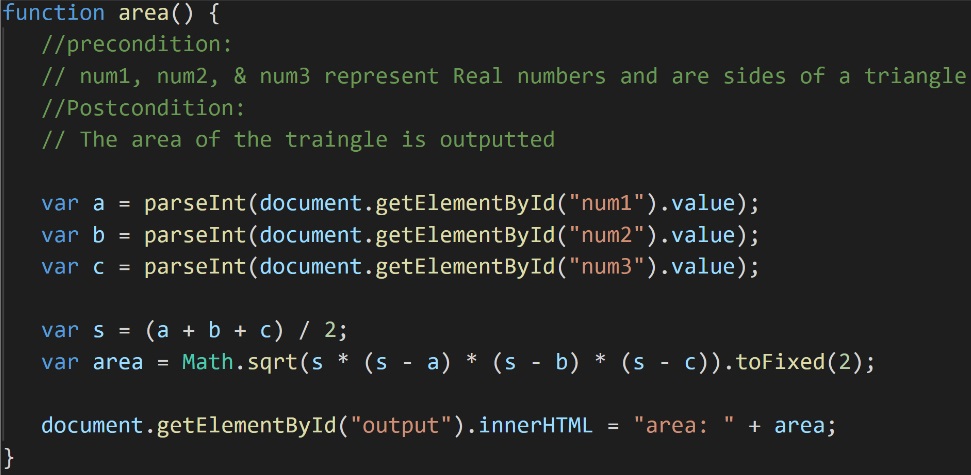 function area() {
//precondition:
// num1, num2, & num3 represent Real numbers and are sides of a triangle
//Postcondition:
// The area of the traingle is outputted
var a = parseInt(document.getElementById("num1").value);
var b = parseInt(document.getElementById("num2").value);
var c = parseInt(document.getElementById("num3").value);
var s = (a + b + c) / 2;
var area = Math.sqrt(s * (s - a) * (s - b) * (s - c)).toFixed(2);
document.getElementById("output").innerHTML = "area: " + area;
}